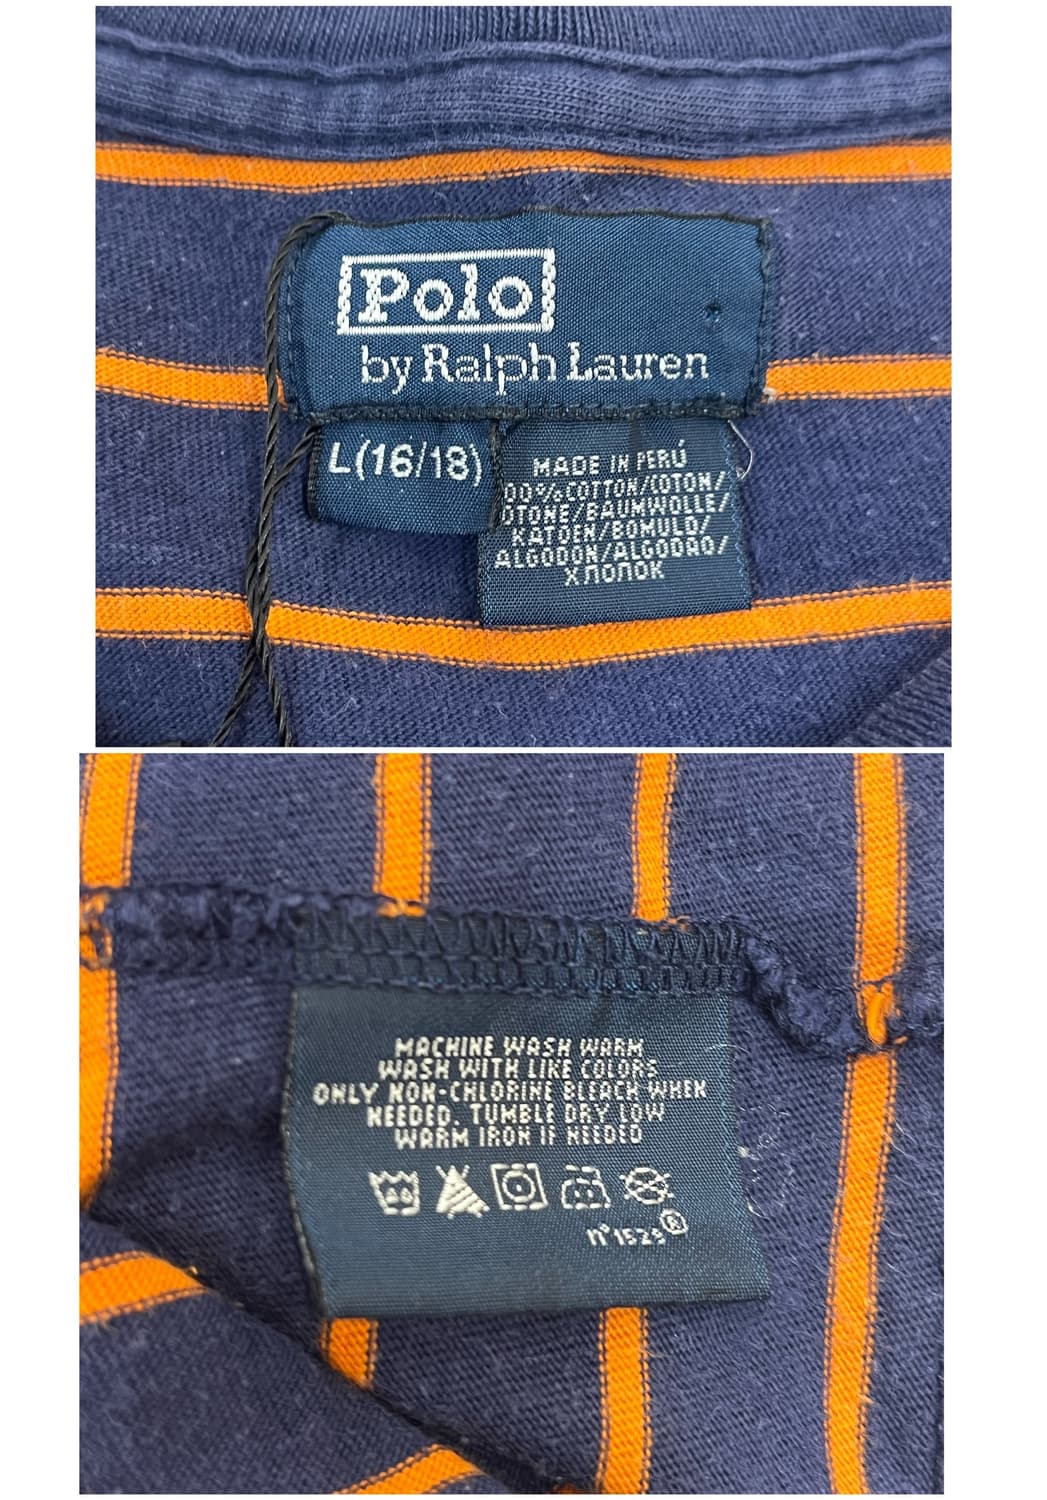 Polo
by Ralph Lauren
L(16/18)
MADE IN PERÚ
00% COTTON/COTON/
OTONE/BAUMWOLLE/
KATOEN/BOMULD/
ALGODON/ALGODAO/
ХЛОПОК
MACHINE WASH WARM
WASH WITH LIKE COLORS
ONLY NON-CHLORINE BLEACH WHEN
NEEDED. TUMBLE DRY LOW
WARM IRON IF NEEDED